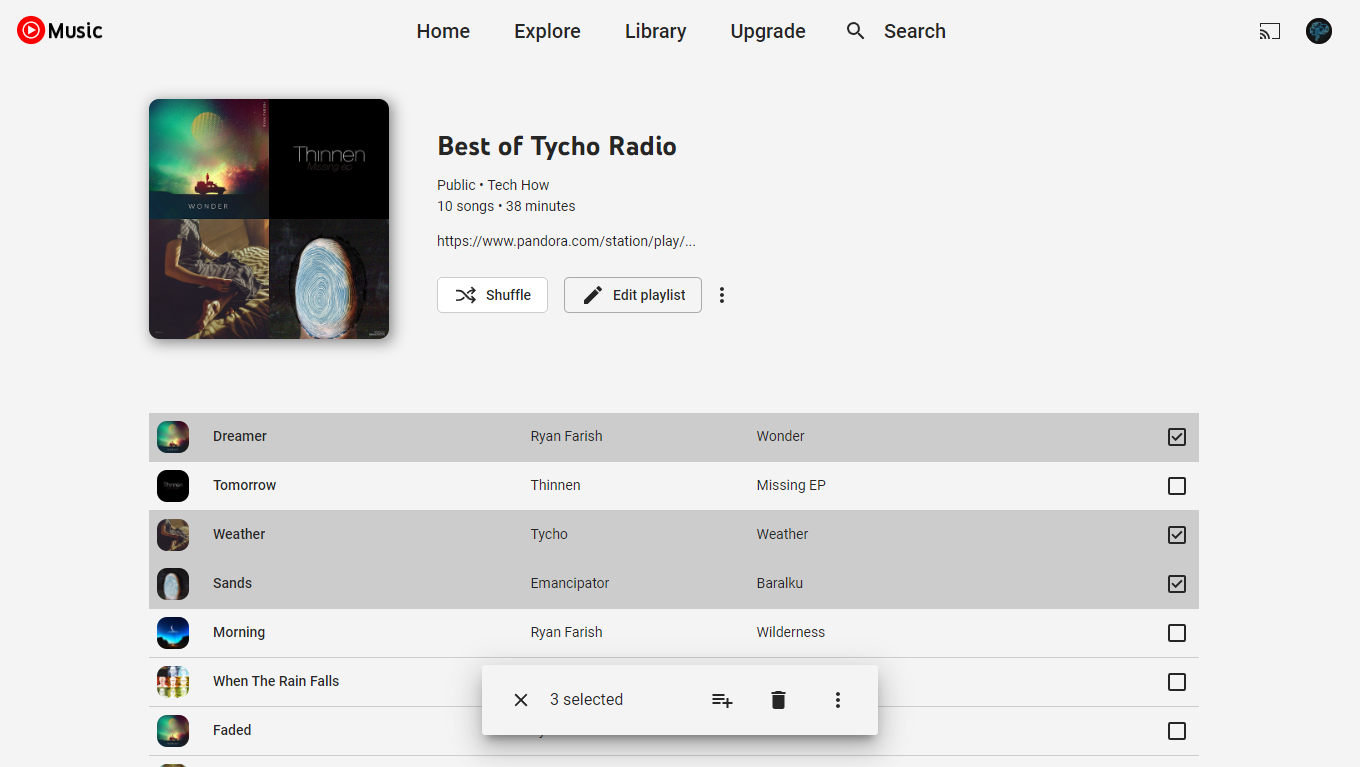 Music
Home
Explore
Library
Upgrade
Search
WONDER
Thinnen
Missing ep
Best of Tycho Radio
Public • Tech How
10 songs • 38 minutes
https://www.pandora.com/station/play/...
Shuffle
Edit playlist
Dreamer Ryan Farish Wonder
Tomorrow Thinnen Missing EP
Weather Tycho Weather
Sands Emancipator Baralku
Morning Ryan Farish Wilderness
When The Rain Falls
3 selected
Faded